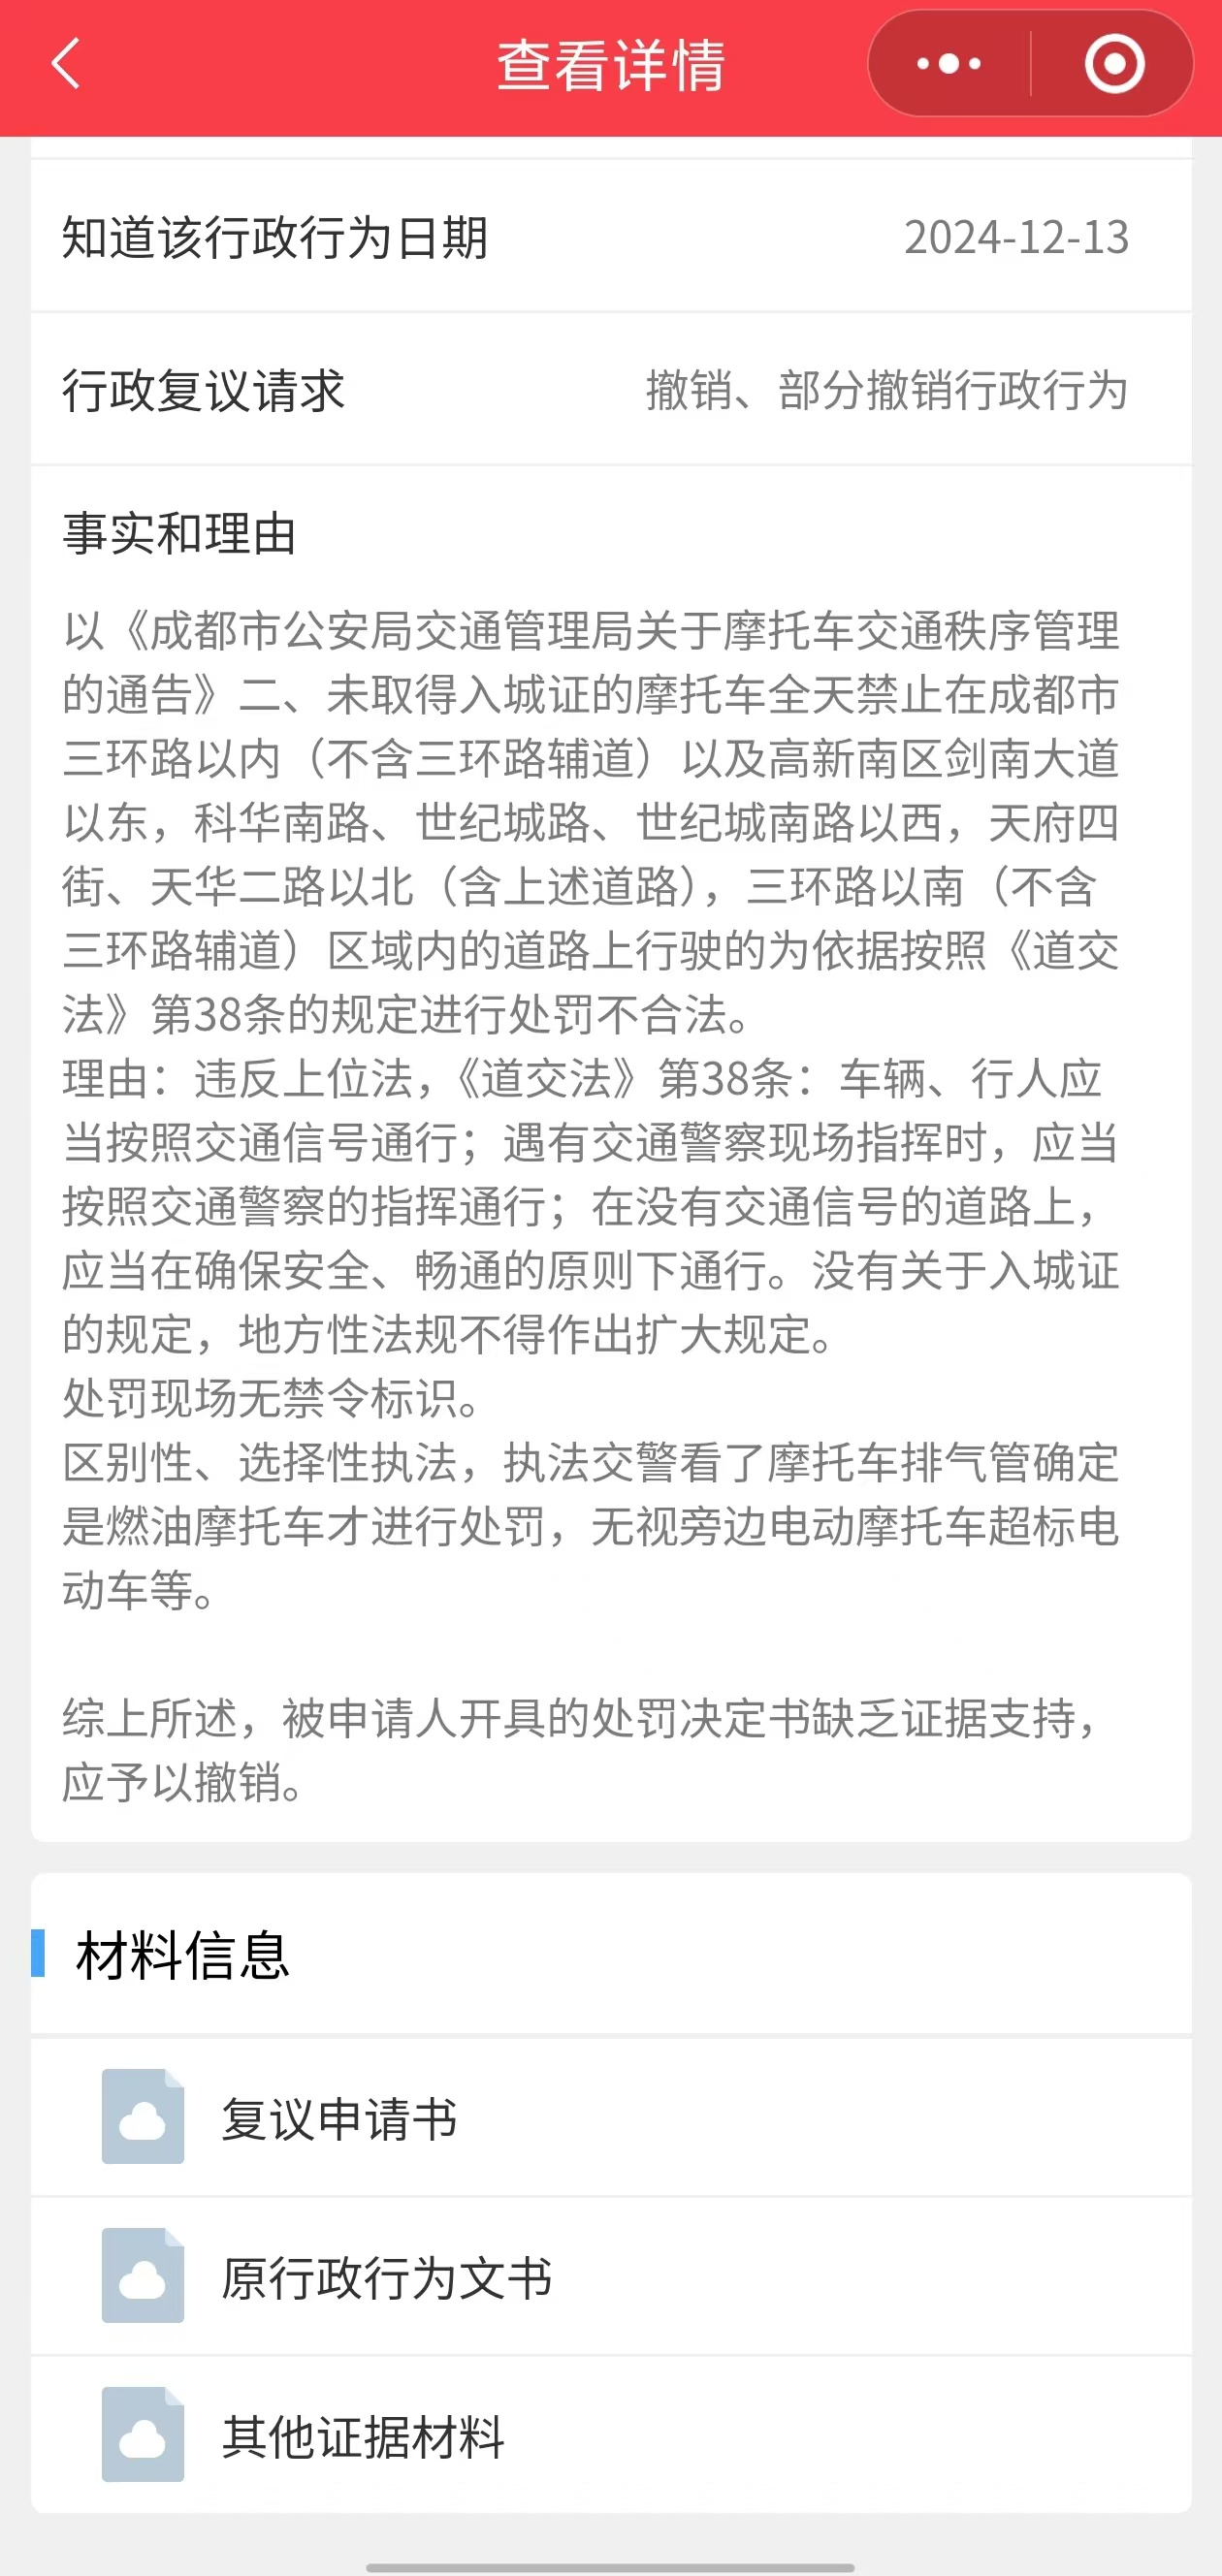 查看详情
知道该行政行为日期 2024-12-13
行政复议请求 撤销、部分撤销行政行为
事实和理由
以《成都市公安局交通管理局关于摩托车交通秩序管理
的通告》二、未取得入城证的摩托车全天禁止在成都市
三环路以内（不含三环路辅道）以及高新南区剑南大道
以东，科华南路、世纪城路、世纪城南路以西，天府四
街、天华二路以北（含上述道路），三环路以南（不含
三环路辅道）区域内的道路上行驶的为依据按照《道交
法》第38条的规定进行处罚不合法。
理由：违反上位法，《道交法》第38条：车辆、行人应
当按照交通信号通行；遇有交通警察现场指挥时，应当
按照交通警察的指挥通行；在没有交通信号的道路上，
应当在确保安全、畅通的原则下通行。没有关于入城证
的规定，地方性法规不得作出扩大规定。
处罚现场无禁令标识。
区别性、选择性执法，执法交警看了摩托车排气管确定
是燃油摩托车才进行处罚，无视旁边电动摩托车超标电
动车等。
综上所述，被申请人开具的处罚决定书缺乏证据支持，
应予以撤销。
材料信息
复议申请书
原行政行为文书
其他证据材料